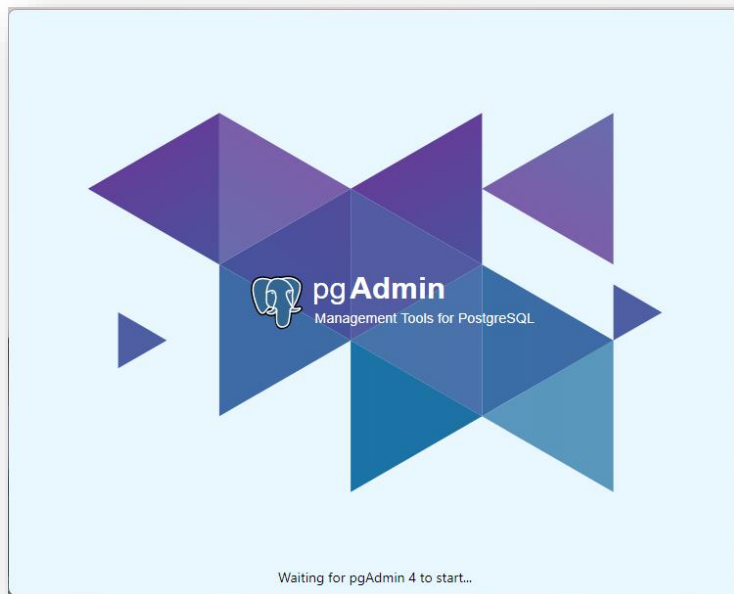 pgAdmin
Management Tools for PostgreSQL
Waiting for pgAdmin 4 to start...